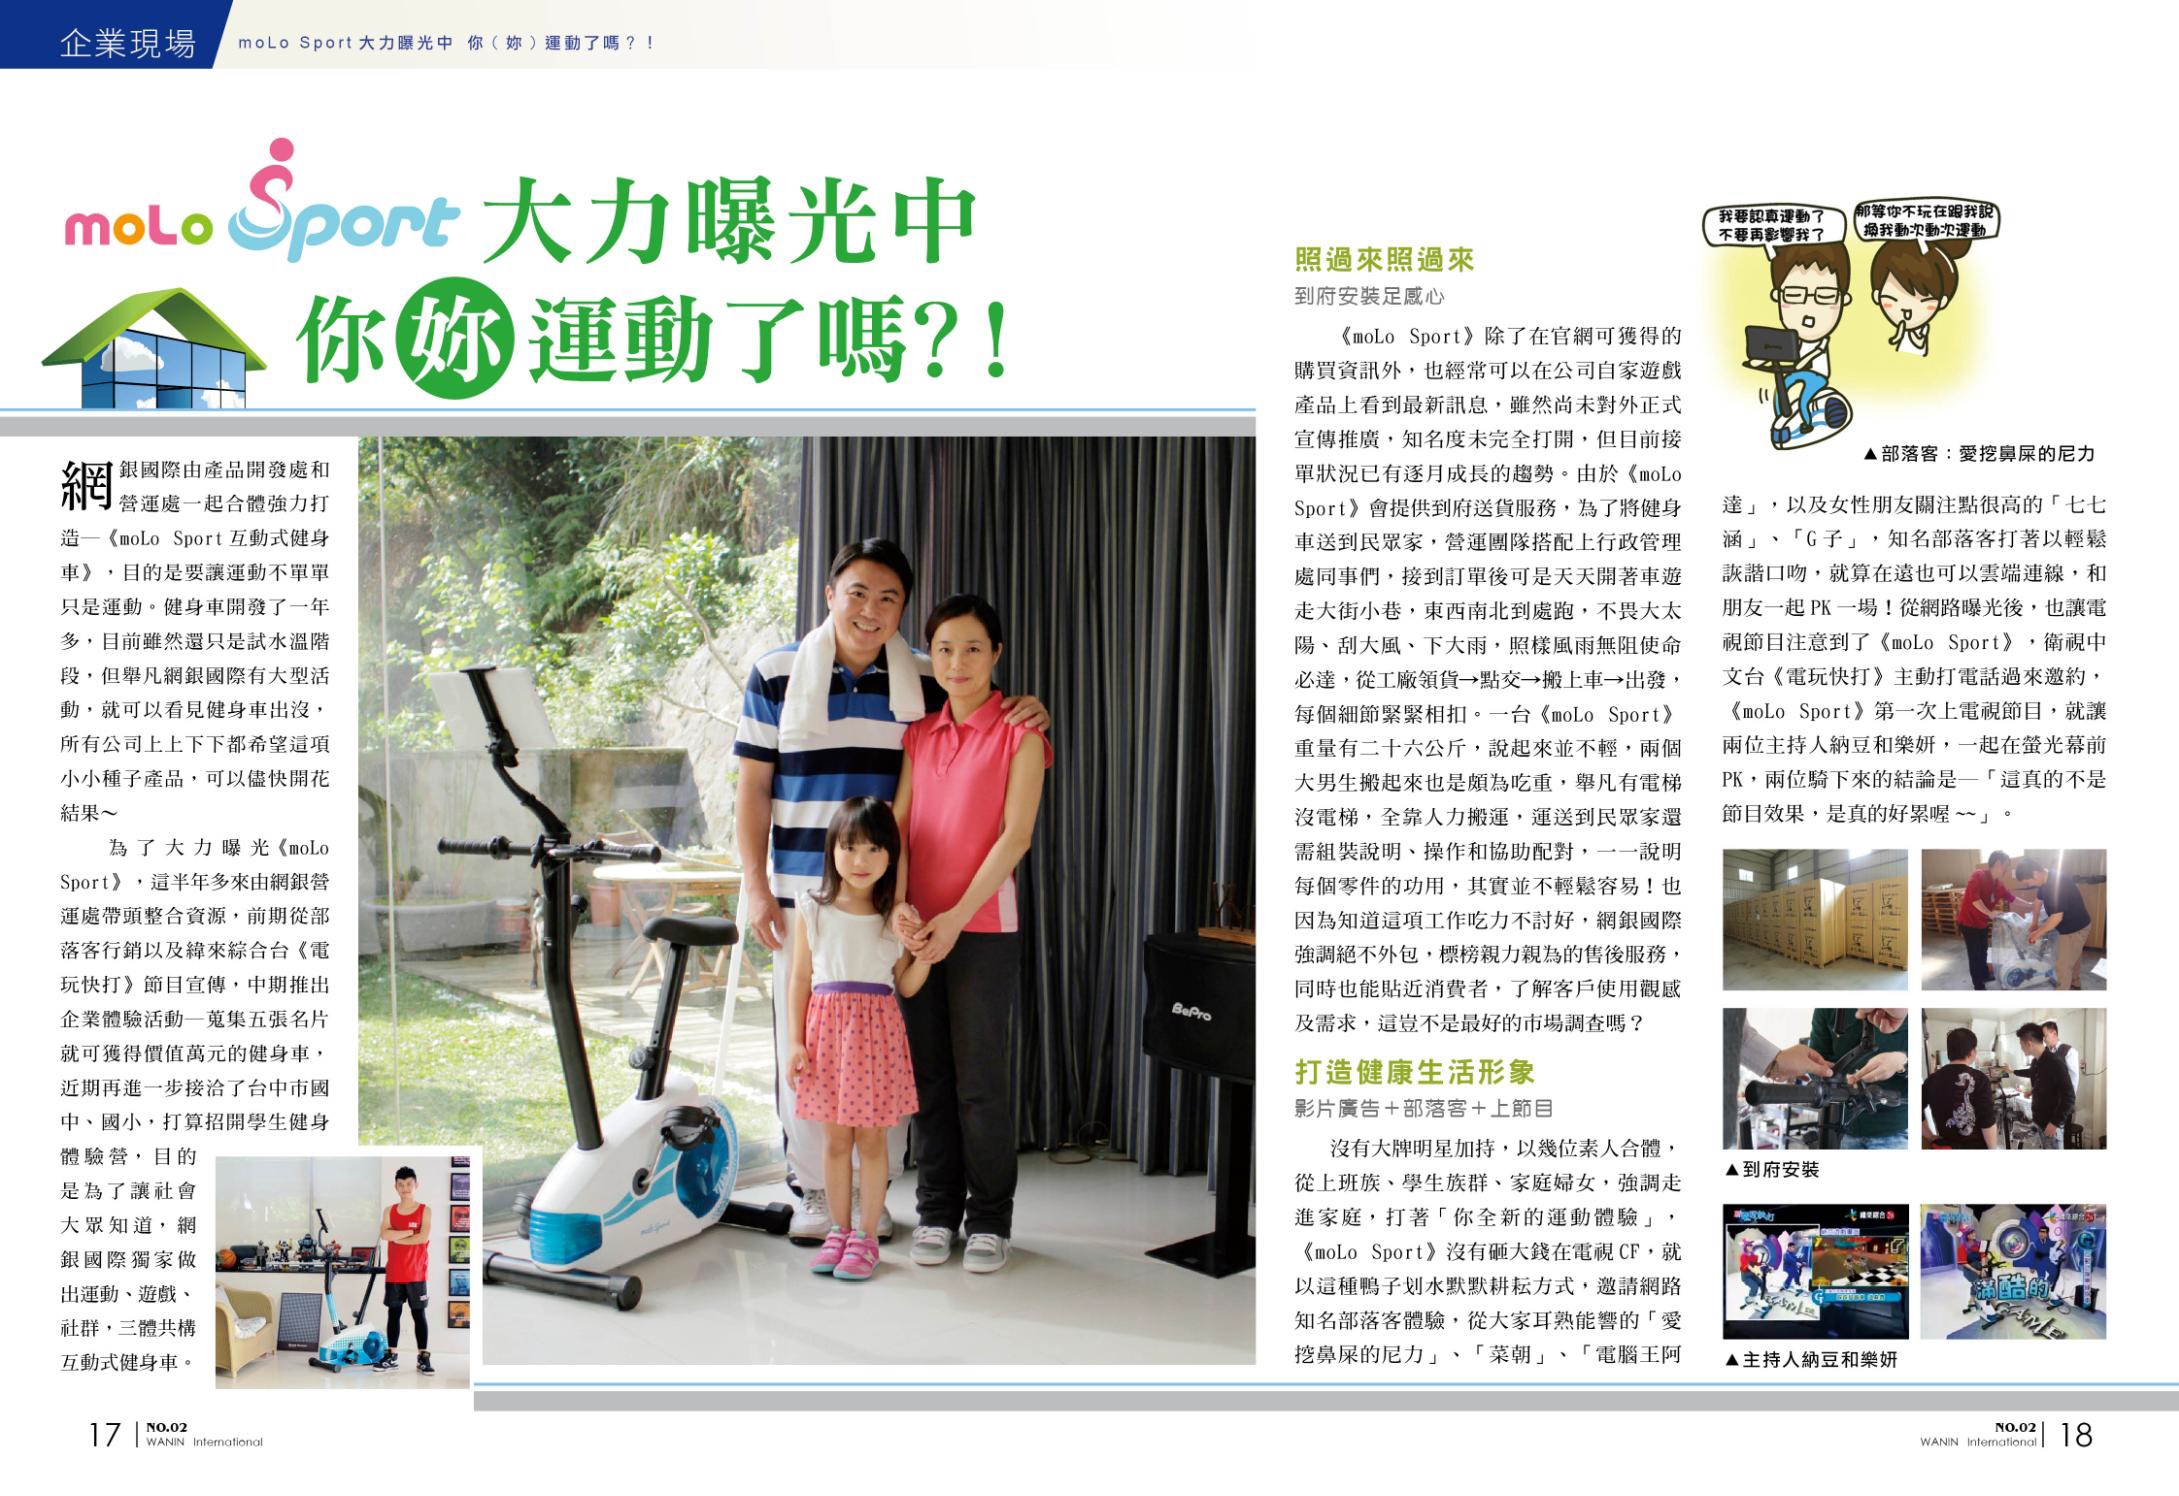 企業現場
moLo Sport大力曝光中 你（妳）運動了嗎？！
moLo Sport 大力曝光中
你妳運動了嗎?!
網銀國際由產品開發處和
營運處一起合體強力打
造—《moLo Sport互動式健身
車》，目的是要讓運動不單單
只是運動。健身車開發了一年
多，目前雖然還只是試水溫階
段，但舉凡網銀國際有大型活
動，就可以看見健身車出沒，
所有公司上上下下都希望這項
小小種子產品，可以儘快開花
結果～
為了大力曝光《moLo
Sport》，這半年多來由網銀營
運處帶頭整合資源，前期從部
落客行銷以及緯來綜合台《電
玩快打》節目宣傳，中期推出
企業體驗活動—蒐集五張名片
就可獲得價值萬元的健身車，
近期再進一步接洽了台中市國
中、國小，打算招開學生健身
體驗營，目的
是為了讓社會
大眾知道，網
銀國際獨家做
出運動、遊戲、
社群，三體共構
互動式健身車。
BePro
moLo Sport
17
NO.02
WANIN International
照過來照過來
到府安裝足感心
《moLo Sport》除了在官網可獲得的
購買資訊外，也經常可以在公司自家遊戲
產品上看到最新訊息，雖然尚未對外正式
宣傳推廣，知名度未完全打開，但目前接
單狀況已有逐月成長的趨勢。由於《moLo
Sport》會提供到府送貨服務，為了將健身
車送到民眾家，營運團隊搭配上行政管理
處同事們，接到訂單後可是天天開著車遊
走大街小巷，東西南北到處跑，不畏大太
陽、刮大風、下大雨，照樣風雨無阻使命
必達，從工廠領貨→點交→搬上車→出發，
每個細節緊緊相扣。一台《moLo Sport》
重量有二十六公斤，說起來並不輕，兩個
大男生搬起來也是頗為吃重，舉凡有電梯
沒電梯，全靠人力搬運，運送到民眾家還
需組裝說明、操作和協助配對，一一說明
每個零件的功用，其實並不輕鬆容易！也
因為知道這項工作吃力不討好，網銀國際
強調絕不外包，標榜親力親為的售後服務，
同時也能貼近消費者，了解客戶使用觀感
及需求，這豈不是最好的市場調查嗎？
打造健康生活形象
影片廣告＋部落客＋上節目
沒有大牌明星加持，以幾位素人合體，
從上班族、學生族群、家庭婦女，強調走
進家庭，打著「你全新的運動體驗」，
《moLo Sport》沒有砸大錢在電視CF，就
以這種鴨子划水默默耕耘方式，邀請網路
知名部落客體驗，從大家耳熟能響的「愛
挖鼻屎的尼力」、「菜朝」、「電腦王阿
我要認真運動了
不要再影響我了
那等你不玩在跟我說
換我動次動次運動
▲部落客：愛挖鼻屎的尼力
達」，以及女性朋友關注點很高的「七七
涵」、「G子」，知名部落客打著以輕鬆
詼諧口吻，就算在遠也可以雲端連線，和
朋友一起PK一場！從網路曝光後，也讓電
視節目注意到了《moLo Sport》，衛視中
文台《電玩快打》主動打電話過來邀約，
《moLo Sport》第一次上電視節目，就讓
兩位主持人納豆和樂妍，一起在螢光幕前
PK，兩位騎下來的結論是—「這真的不是
節目效果，是真的好累喔~~」。
▲到府安裝
緯來綜合
滿酷的
GAME
▲主持人納豆和樂妍
NO.02
WANIN International
18